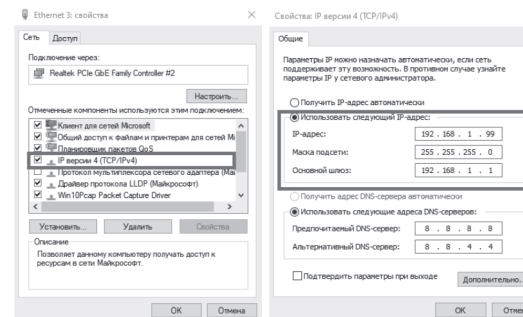 Ethernet 3: свойства
Сеть Доступ
Подключение через:
Realtek PCIe GbE Family Controller #2
Настроить...
Отмеченные компоненты используются этим подключением:
Клиент для сетей Microsoft
Общий доступ к файлам и принтерам для сетей Mi
Планировщик пакетов QoS
IP версии 4 (TCP/IPv4)
Протокол мультиплексора сетевого адаптера (Май
Драйвер протокола LLDP (Майкрософт)
Win10Pcap Packet Capture Driver
Установить... Удалить Свойства
Описание
Позволяет данному компьютеру получать доступ к
ресурсам в сети Майкрософт.
OK Отмена
Свойства: IP версии 4 (TCP/IPv4)
Общие
Параметры IP можно назначать автоматически, если сеть
поддерживает эту возможность. В противном случае узнайте
параметры IP у сетевого администратора.
Получить IP-адрес автоматически
Использовать следующий IP-адрес:
IP-адрес: 192 . 168 . 1 . 99
Маска подсети: 255 . 255 . 255 . 0
Основной шлюз: 192 . 168 . 1 . 1
Получить адрес DNS-сервера автоматически
Использовать следующие адреса DNS-серверов:
Предпочитаемый DNS-сервер: 8 . 8 . 8 . 8
Альтернативный DNS-сервер: 8 . 8 . 4 . 4
Подтвердить параметры при выходе Дополнительно...
OK Отмен